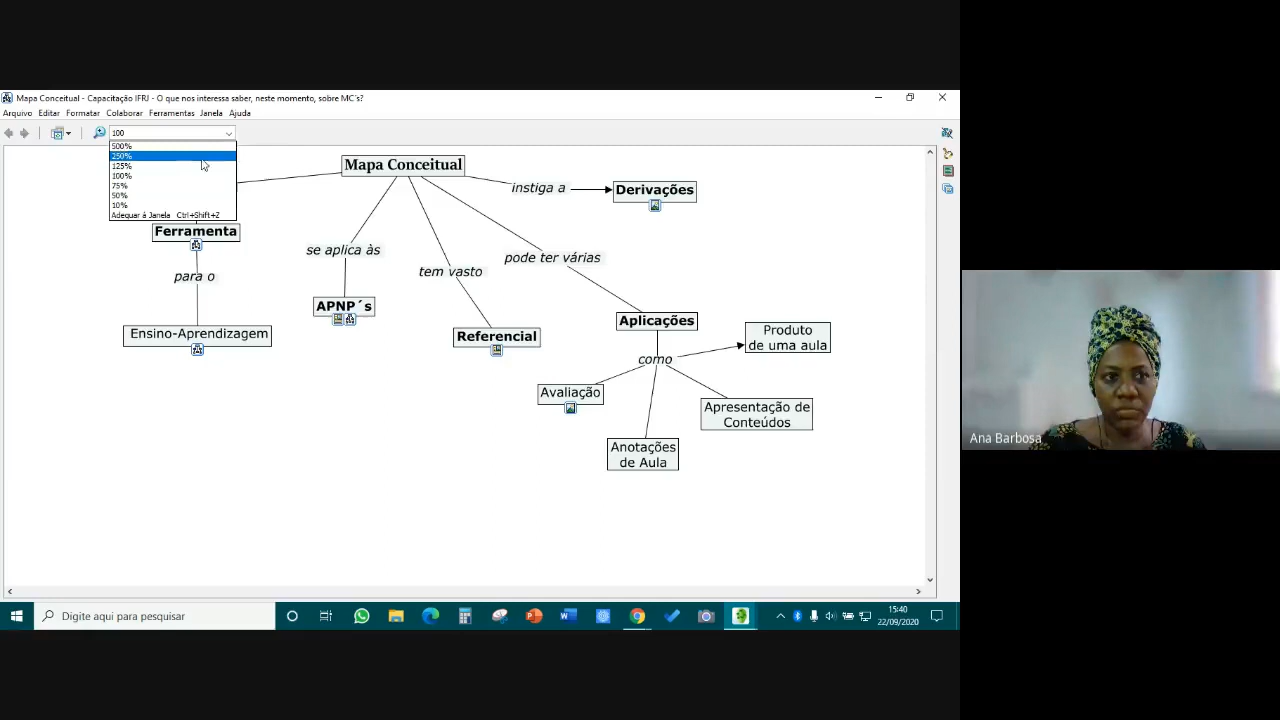 Mapa Conceitual - Capacitação IFRJ - O que nos interessa saber, neste momento, sobre MC's?
Arquivo Editar Formatar Colaborar Ferramentas Janela Ajuda
100
500%
250%
125%
100%
75%
50%
10%
Adequar á Janela Ctrl+Shift+Z
Mapa Conceitual
instiga a
Derivações
Ferramenta
se aplica às
pode ter várias
tem vasto
para o
APNP´s
Aplicações
Ensino-Aprendizagem
Referencial
Produto
de uma aula
como
Avaliação
Apresentação de
Conteúdos
Anotações
de Aula
Ana Barbosa
Digite aqui para pesquisar
15:40
22/09/2020